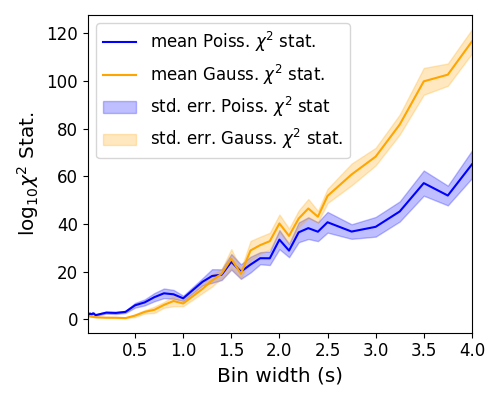 mean Poiss. χ² stat.
mean Gauss. χ² stat.
std. err. Poiss. χ² stat
std. err. Gauss. χ² stat.
log₁₀χ² Stat.
120
100
80
60
40
20
0
0.5 1.0 1.5 2.0 2.5 3.0 3.5 4.0
Bin width (s)